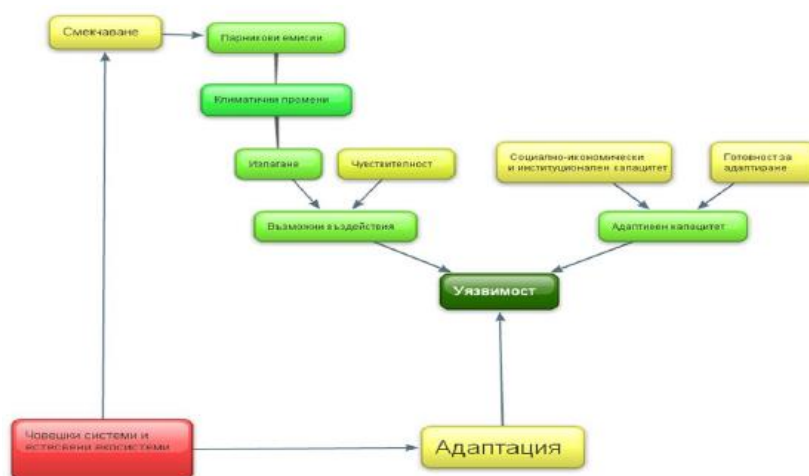 Смекчаване
Парникови емисии
Климатични промени
Излагане
Чувствителност
Социално-икономически
и институционален капацитет
Готовност за
адаптиране
Възможни въздействия
Адаптивен капацитет
Уязвимост
Човешки системи и
естествени екосистеми
Адаптация